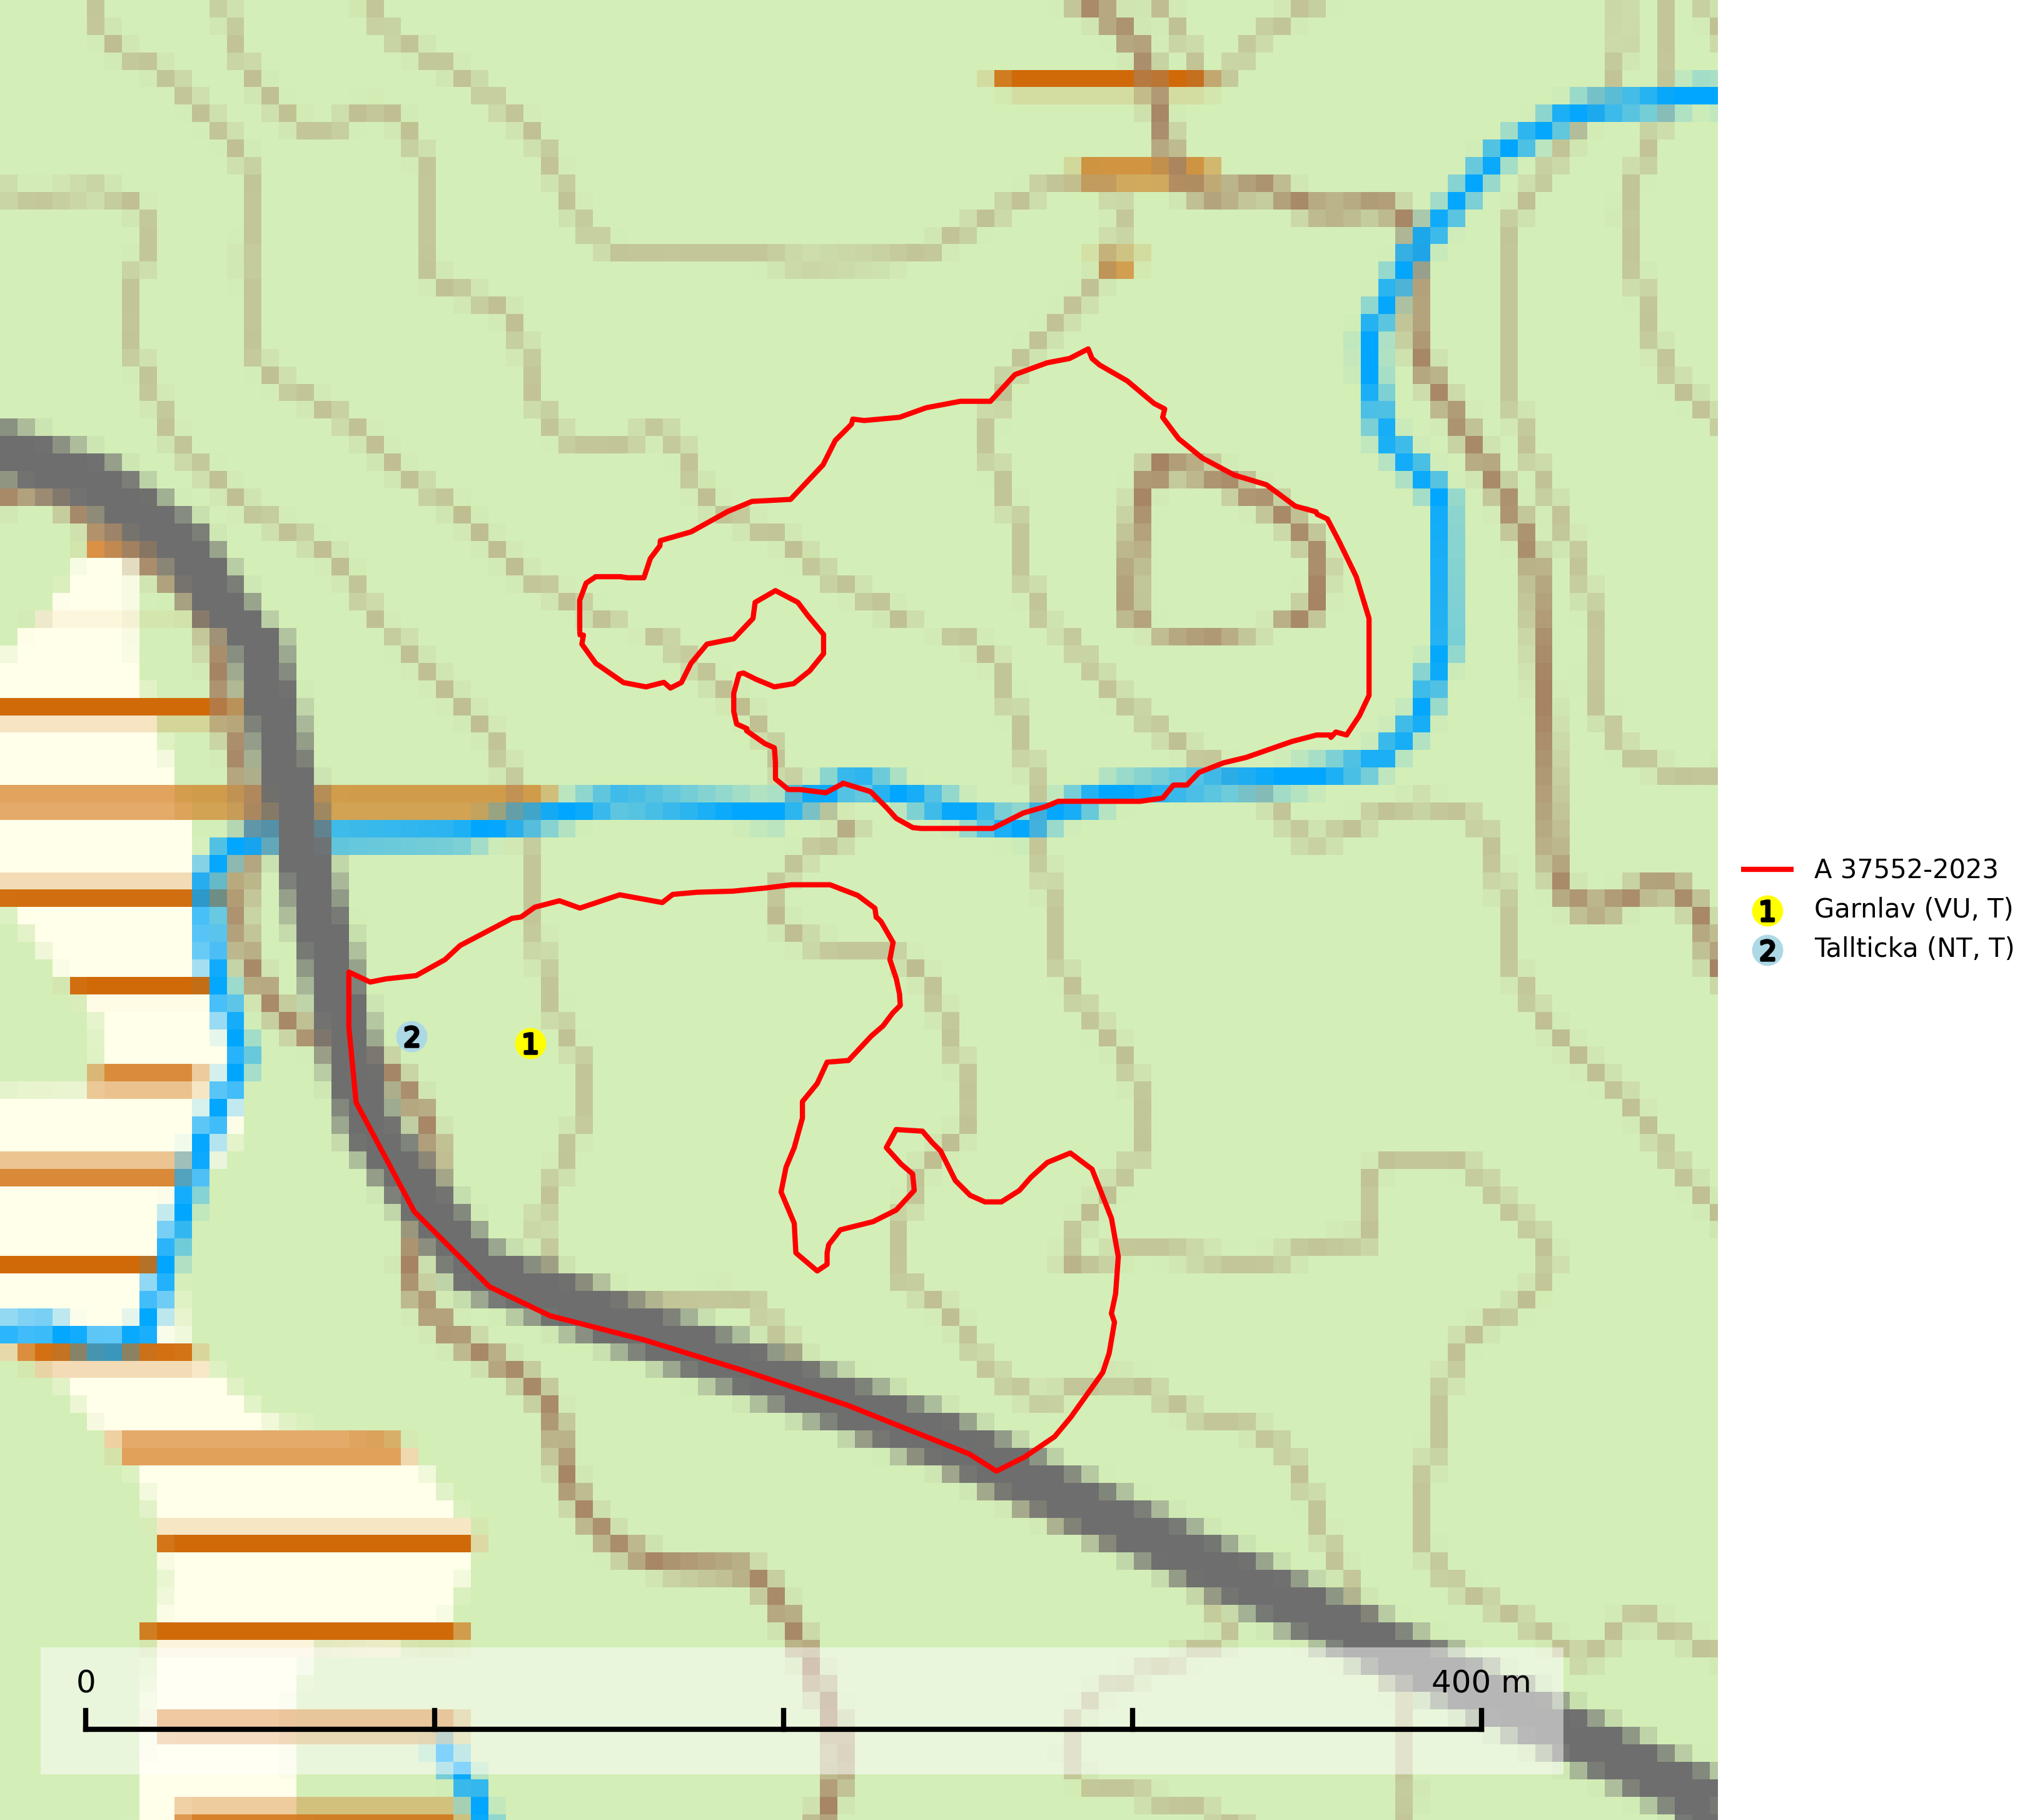 A 37552-2023
1 Garnlav (VU, T)
2 Tallticka (NT, T)
2 1
0 400 m